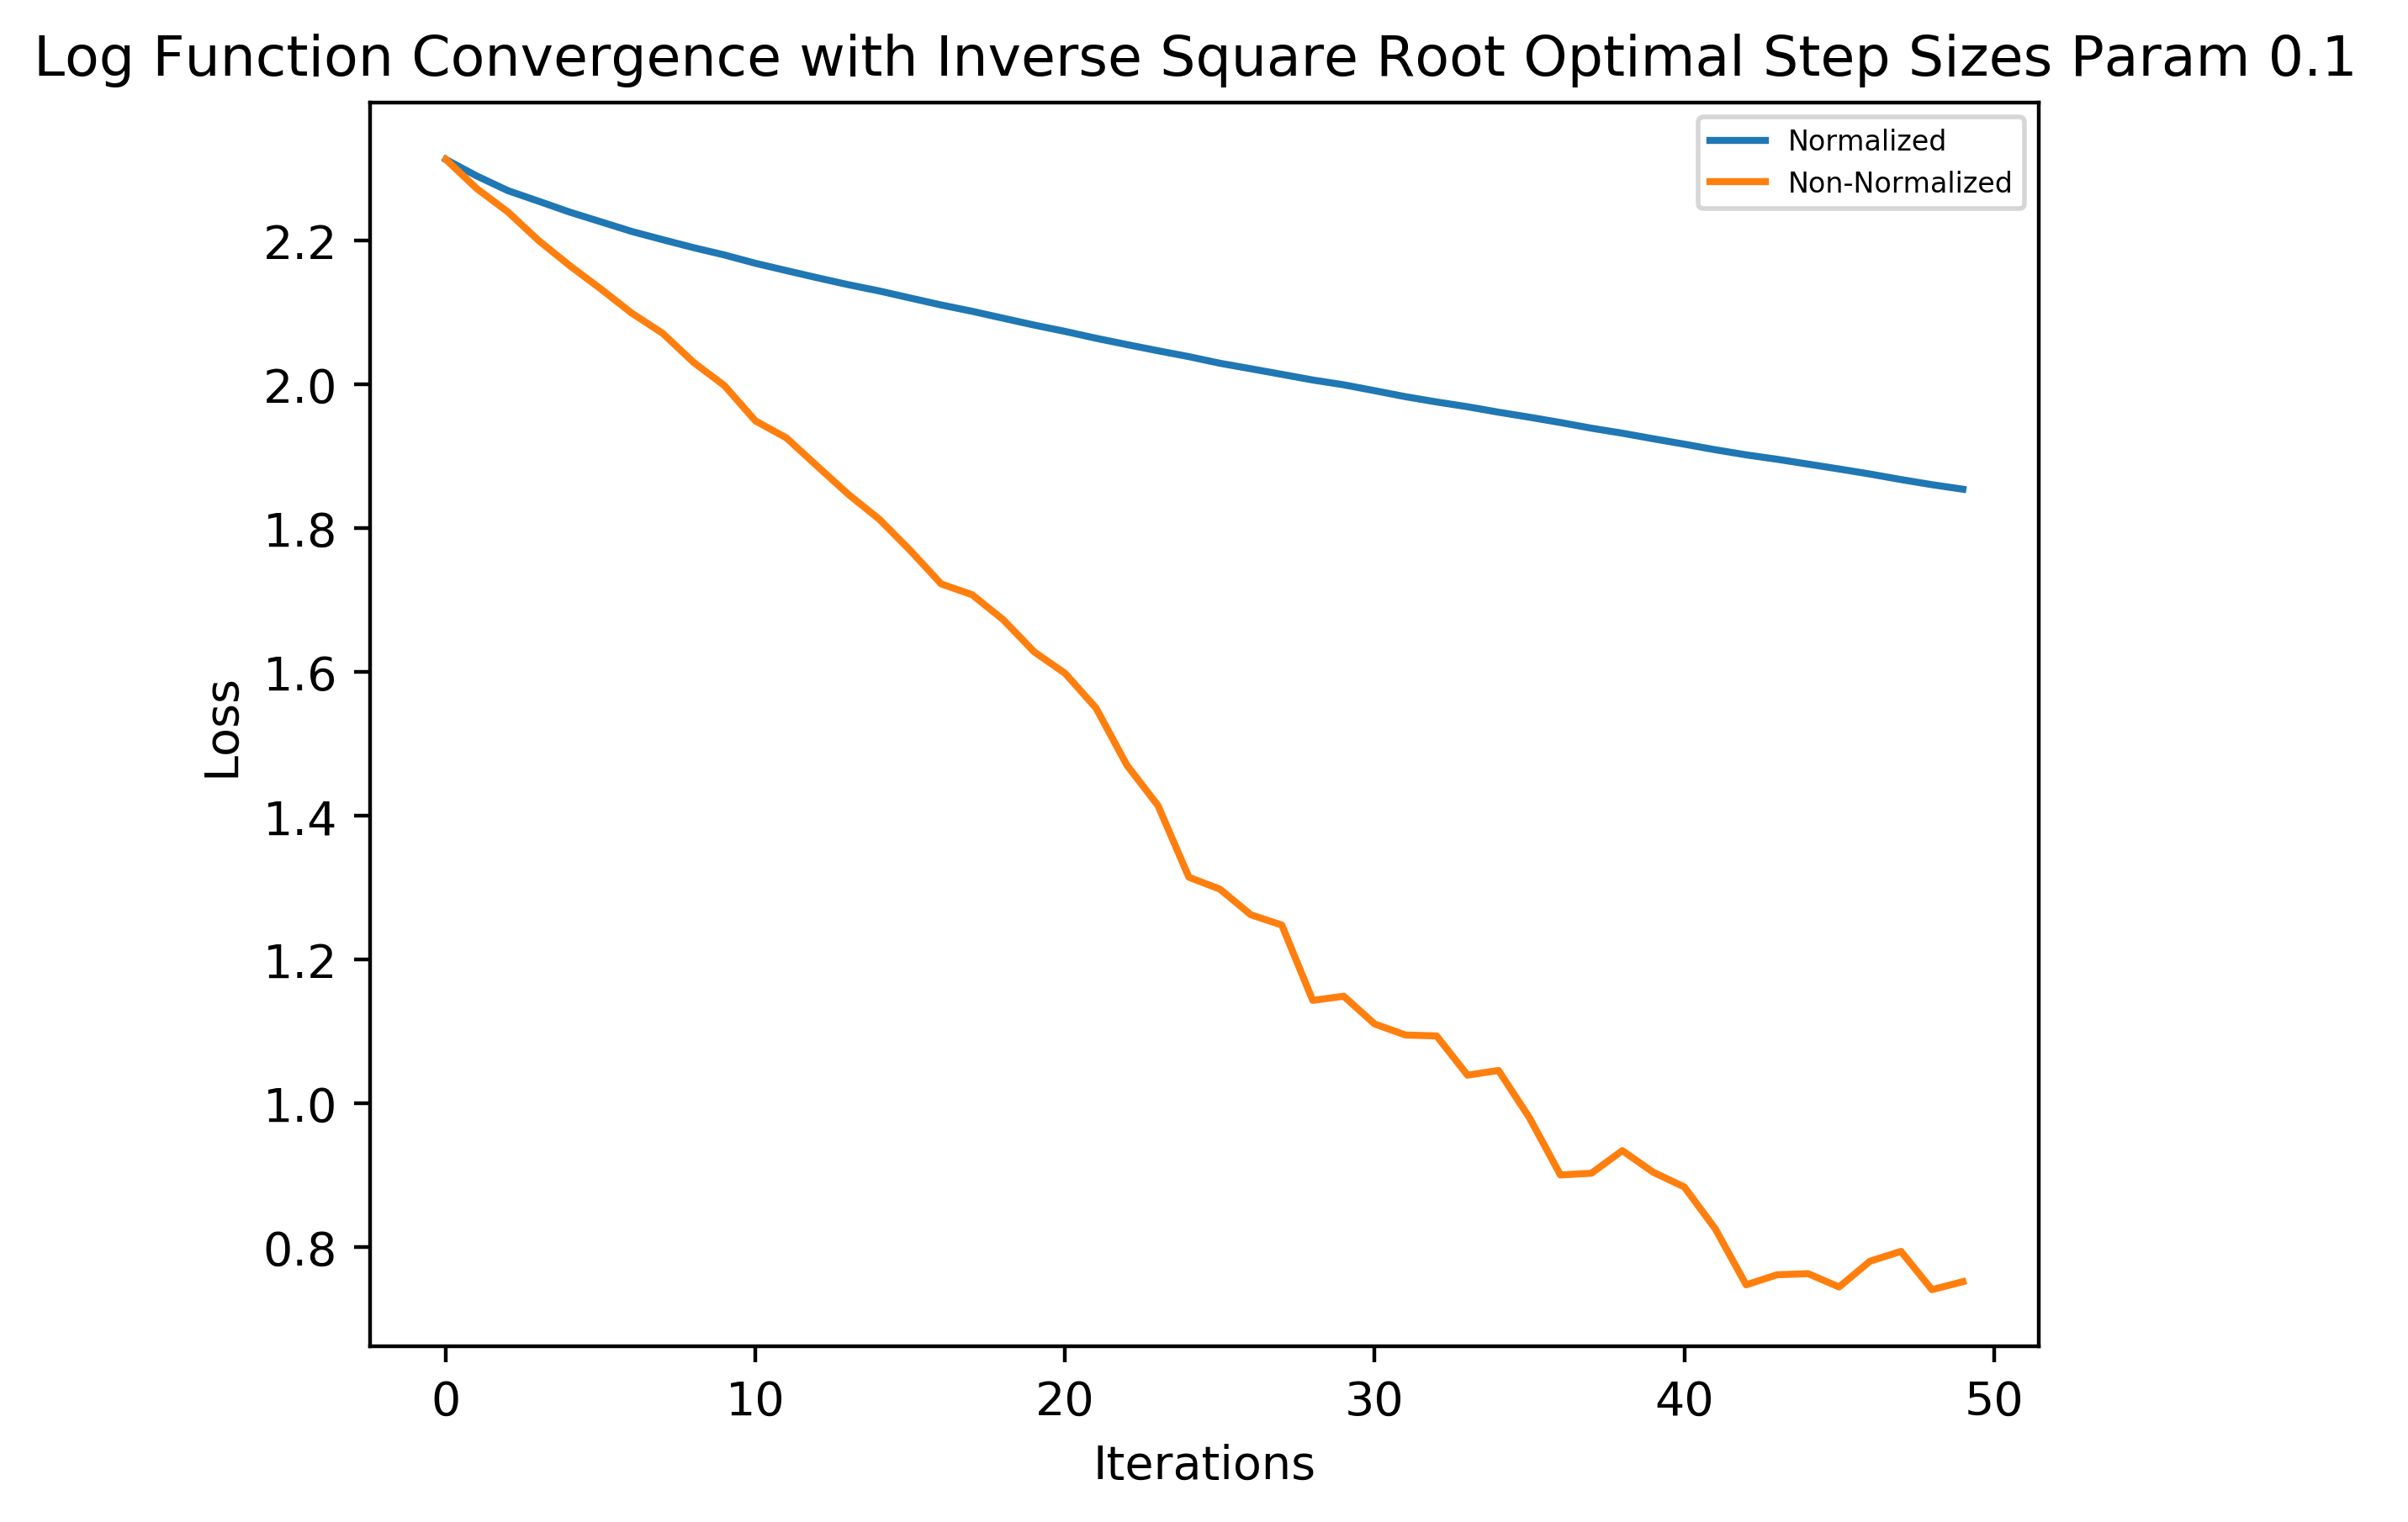 Log Function Convergence with Inverse Square Root Optimal Step Sizes Param 0.1
Normalized
Non-Normalized
2.2
2.0
1.8
1.6
1.4
1.2
1.0
0.8
Loss
0 10 20 30 40 50
Iterations